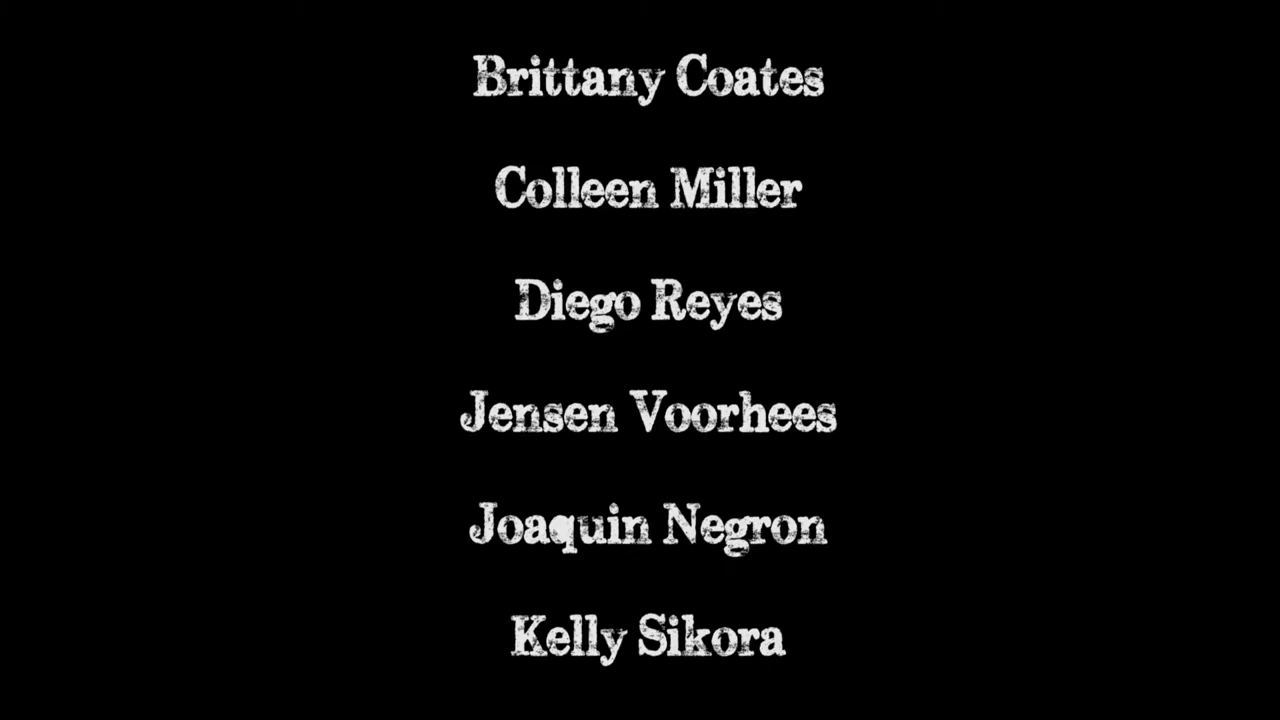 Brittany Coates
Colleen Miller
Diego Reyes
Jensen Voorhees
Joaquin Negron
Kelly Sikora